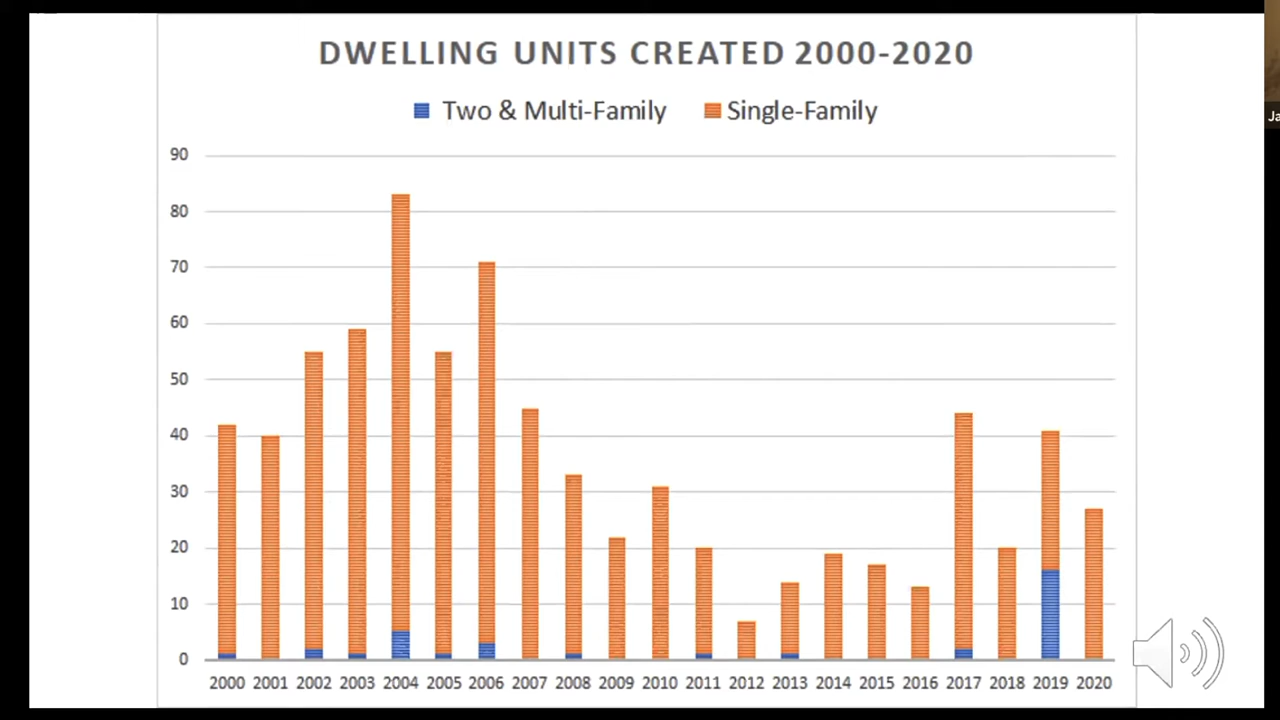 DWELLING UNITS CREATED 2000-2020
Two & Multi-Family Single-Family
90
80
70
60
50
40
30
20
10
0
2000 2001 2002 2003 2004 2005 2006 2007 2008 2009 2010 2011 2012 2013 2014 2015 2016 2017 2018 2019 2020
Ja